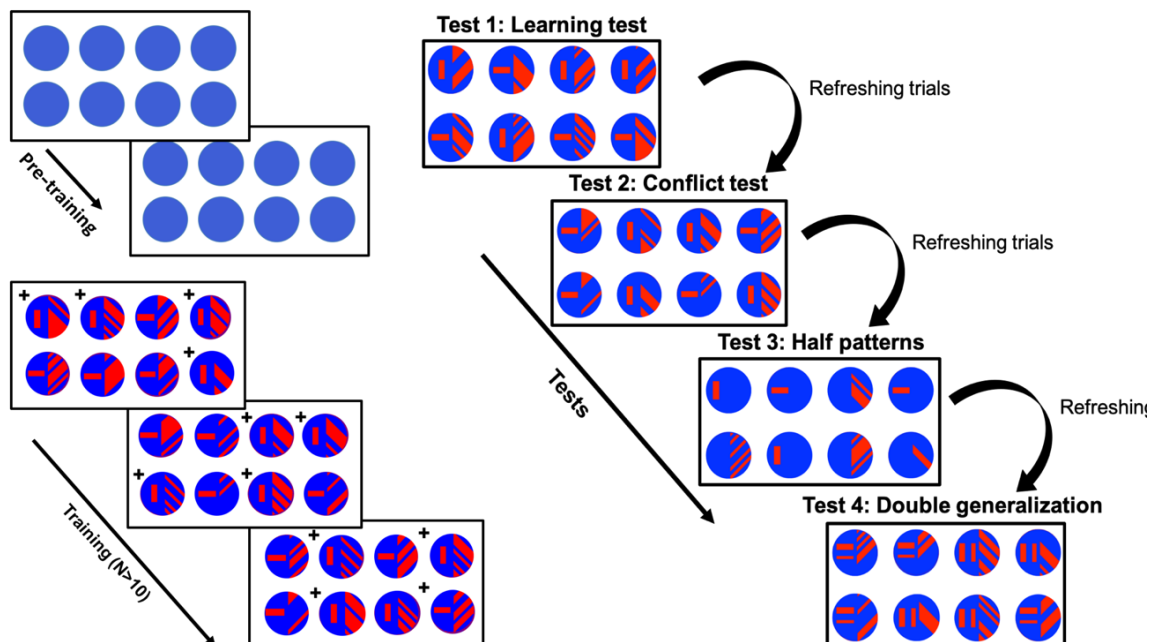 Pre-training
+ + +
+
Training (N>10)
+ +
+ +
+ +
+ +
Test 1: Learning test
Refreshing trials
Test 2: Conflict test
Refreshing trials
Tests
Test 3: Half patterns
Refreshing
Test 4: Double generalization